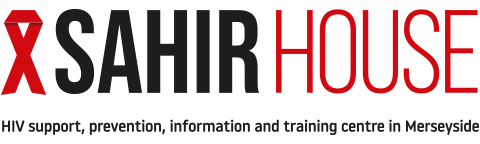 SAHIR HOUSE
HIV support, prevention, information and training centre in Merseyside